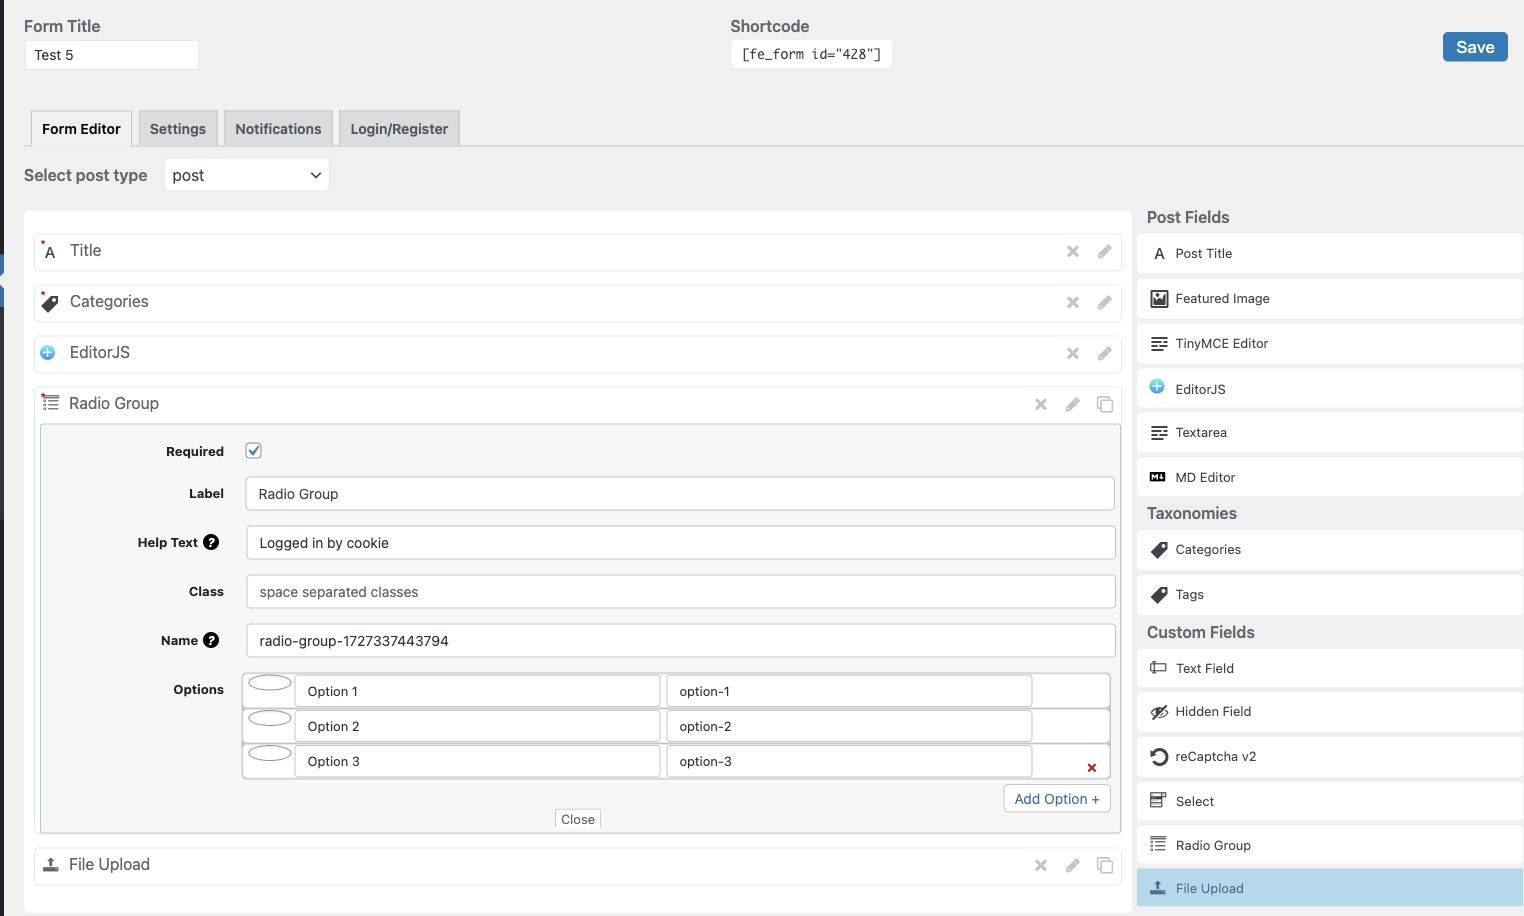 Form Title
Shortcode
Test 5
[fe_form id="428"]
Save
Form Editor
Settings
Notifications
Login/Register
Select post type
post
Title
Categories
EditorJS
Radio Group
Required
Label
Radio Group
Help Text ?
Logged in by cookie
Class
space separated classes
Name ?
radio-group-1727337443794
Options
Option 1
option-1
Option 2
option-2
Option 3
option-3
Add Option +
Close
File Upload
Post Fields
A Post Title
Featured Image
TinyMCE Editor
EditorJS
Textarea
MD Editor
Taxonomies
Categories
Tags
Custom Fields
Text Field
Hidden Field
reCaptcha v2
Select
Radio Group
File Upload